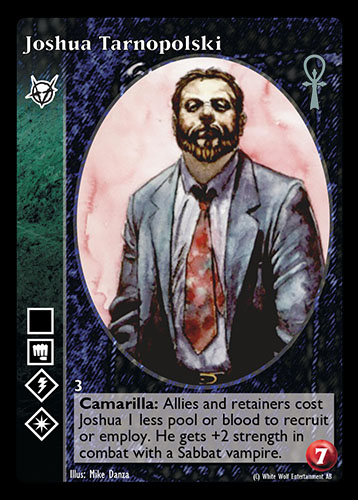 Joshua Tarnopolski
3
Camarilla: Allies and retainers cost
Joshua 1 less pool or blood to recruit
or employ. He gets +2 strength in
combat with a Sabbat vampire.
7
Illus: Mike Danza
(C) White Wolf Entertainment AB